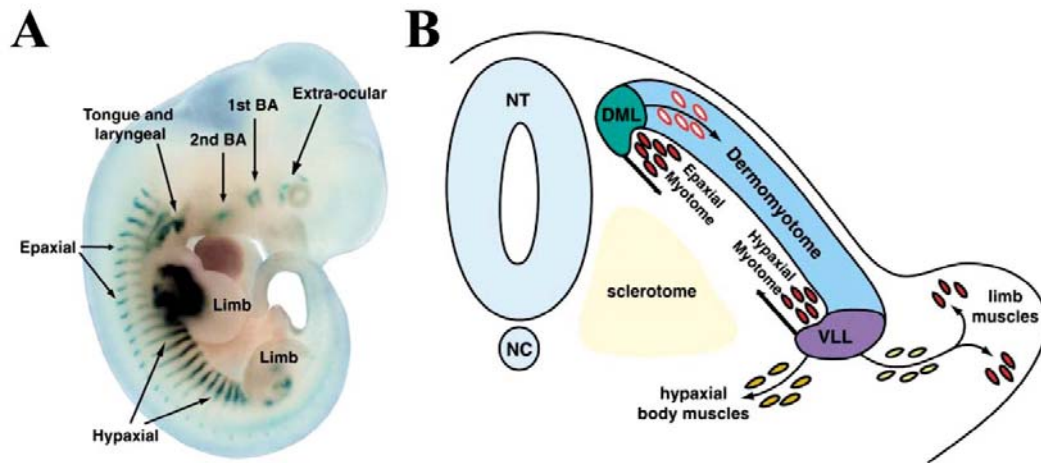 A
Tongue and
laryngeal
2nd BA
1st BA
Extra-ocular
Epaxial
Limb
Limb
Hypaxial
B
NT
NC
DML
Epaxial
Myotome
Dermomyotome
Hypaxial
Myotome
sclerotome
VLL
limb
muscles
hypaxial
body muscles